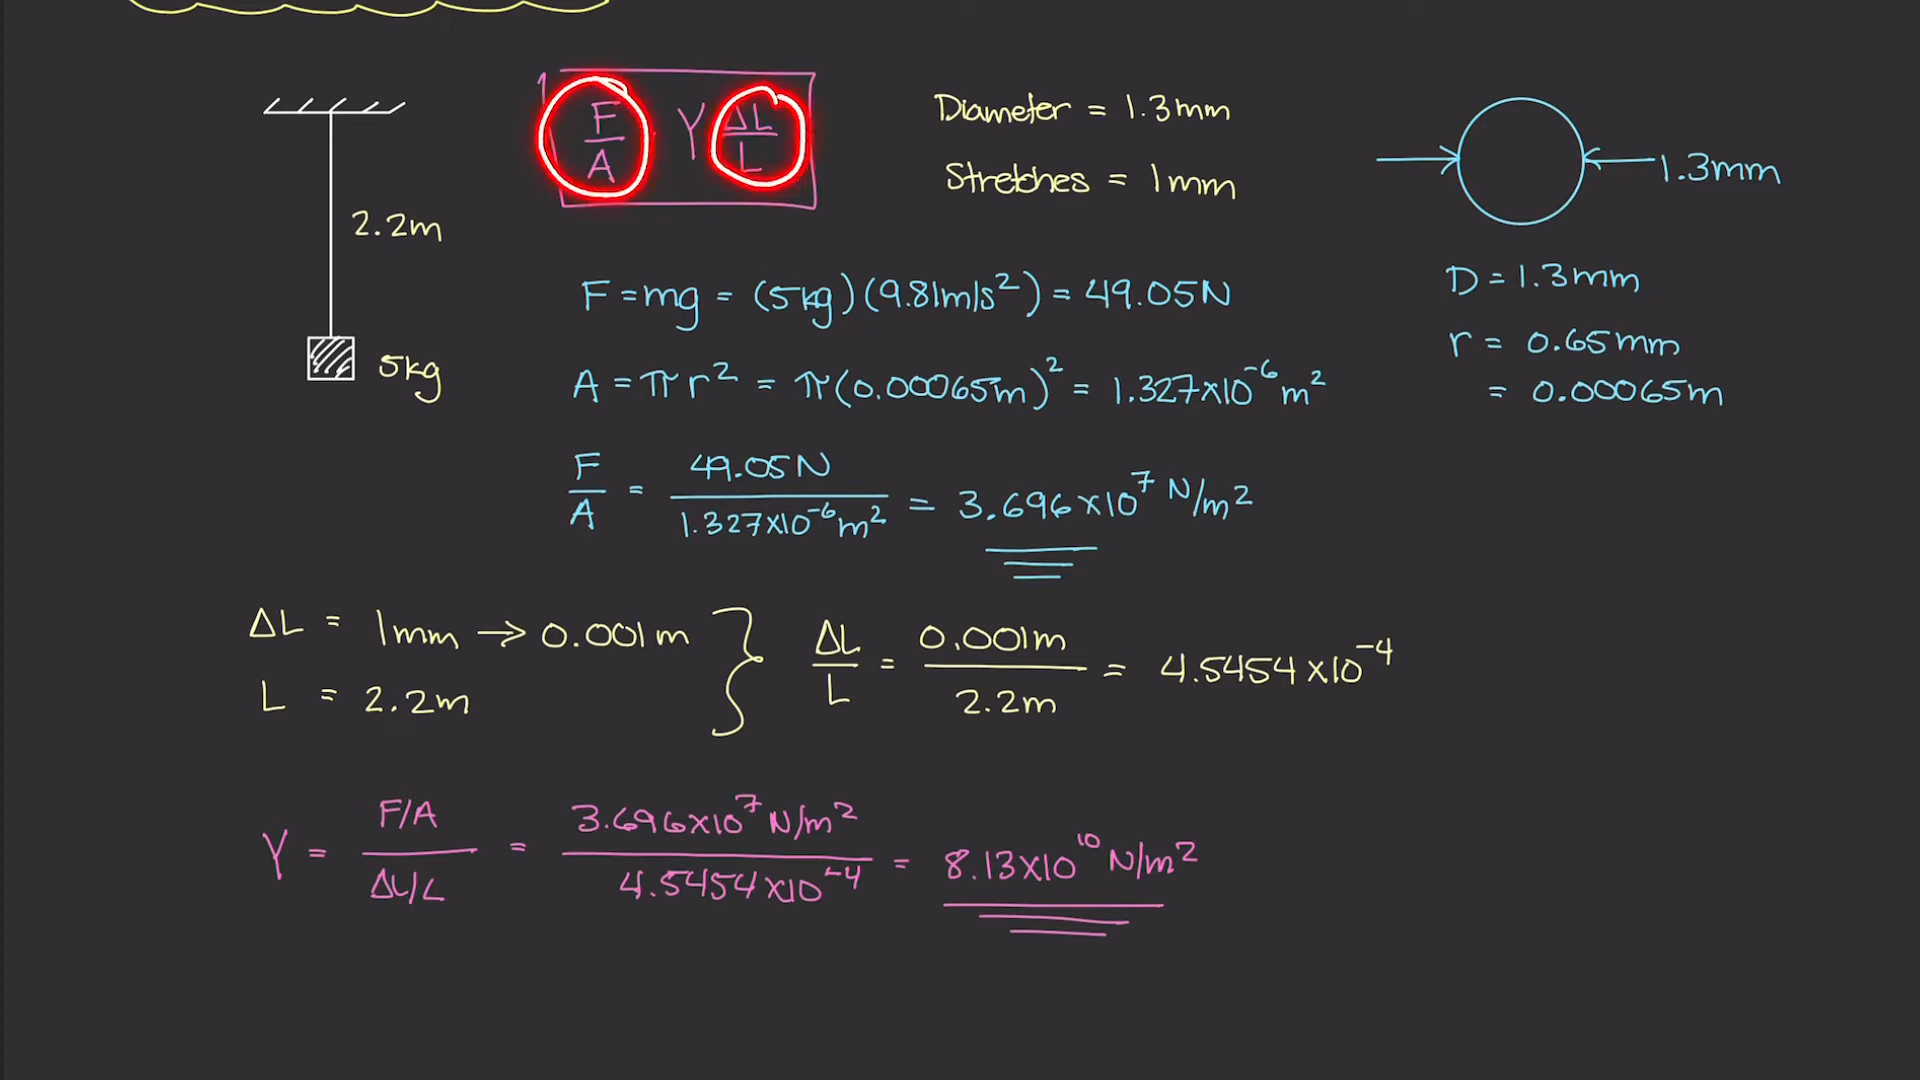 F/A Y ΔL/L
Diameter = 1.3mm
Stretches = 1mm
1.3mm
2.2m
5kg
D = 1.3mm
r = 0.65mm
= 0.00065m
F = mg = (5kg)(9.81m/s²) = 49.05N
A = πr² = π(0.00065m)² = 1.327x10⁻⁶m²
F/A = 49.05N / 1.327x10⁻⁶m² = 3.696x10⁷ N/m²
ΔL = 1mm → 0.001m
L = 2.2m
ΔL/L = 0.001m / 2.2m = 4.5454x10⁻⁴
Y = F/A / ΔL/L = 3.696x10⁷ N/m² / 4.5454x10⁻⁴ = 8.13x10¹⁰ N/m²